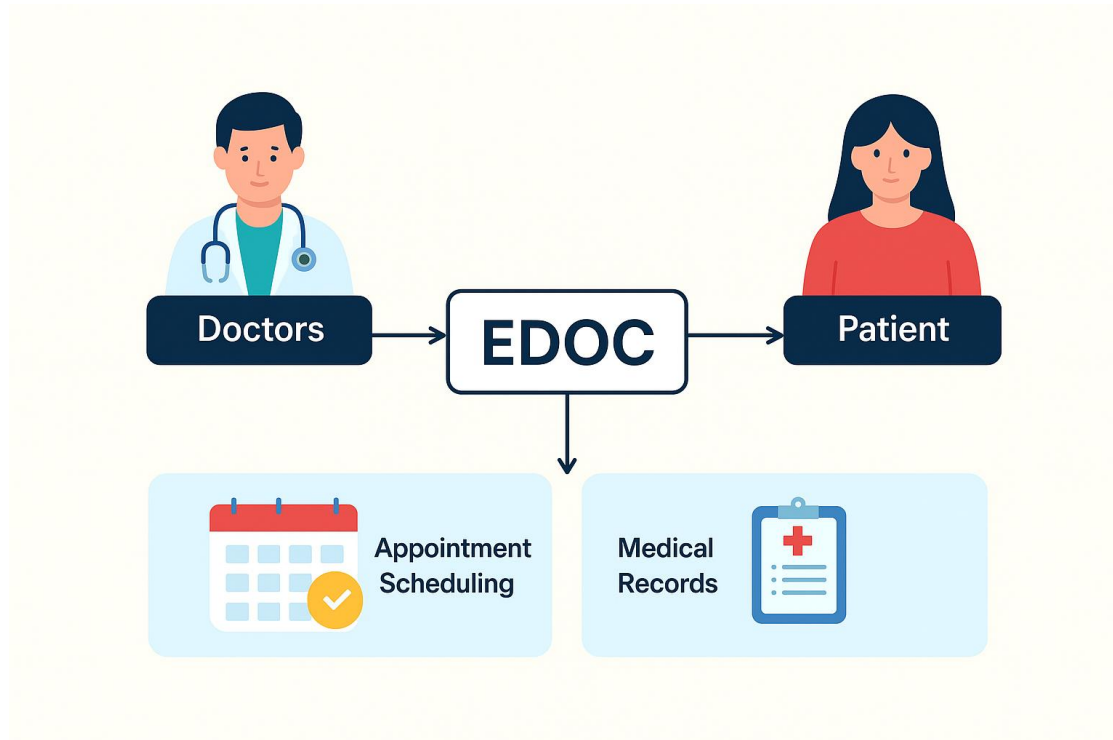 Doctors
EDOC
Patient
Appointment
Scheduling
Medical
Records